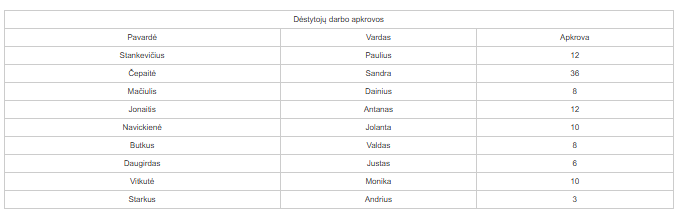 Dėstytojų darbo apkrovos
Pavardė Vardas Apkrova
Stankevičius Paulius 12
Čepaitė Sandra 36
Mačiulis Dainius 8
Jonaitis Antanas 12
Navickienė Jolanta 10
Butkus Valdas 8
Daugirdas Justas 6
Vitkutė Monika 10
Starkus Andrius 3